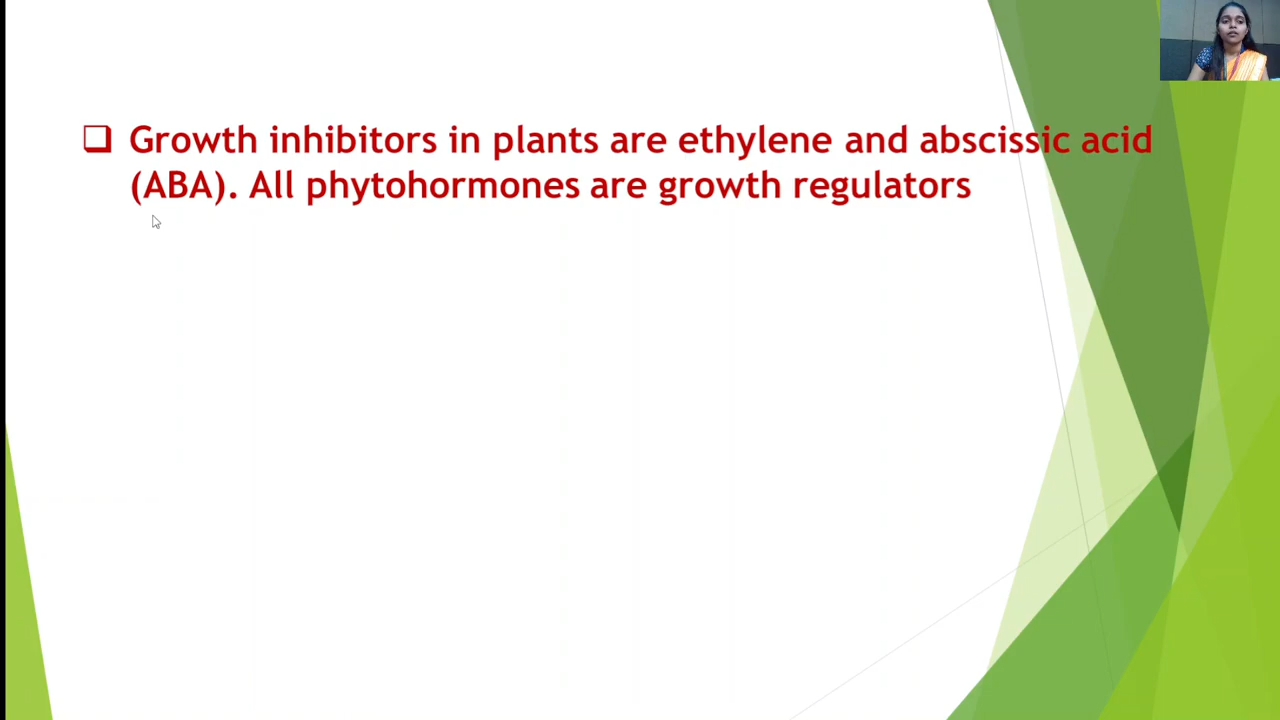 Growth inhibitors in plants are ethylene and abscissic acid
(ABA). All phytohormones are growth regulators